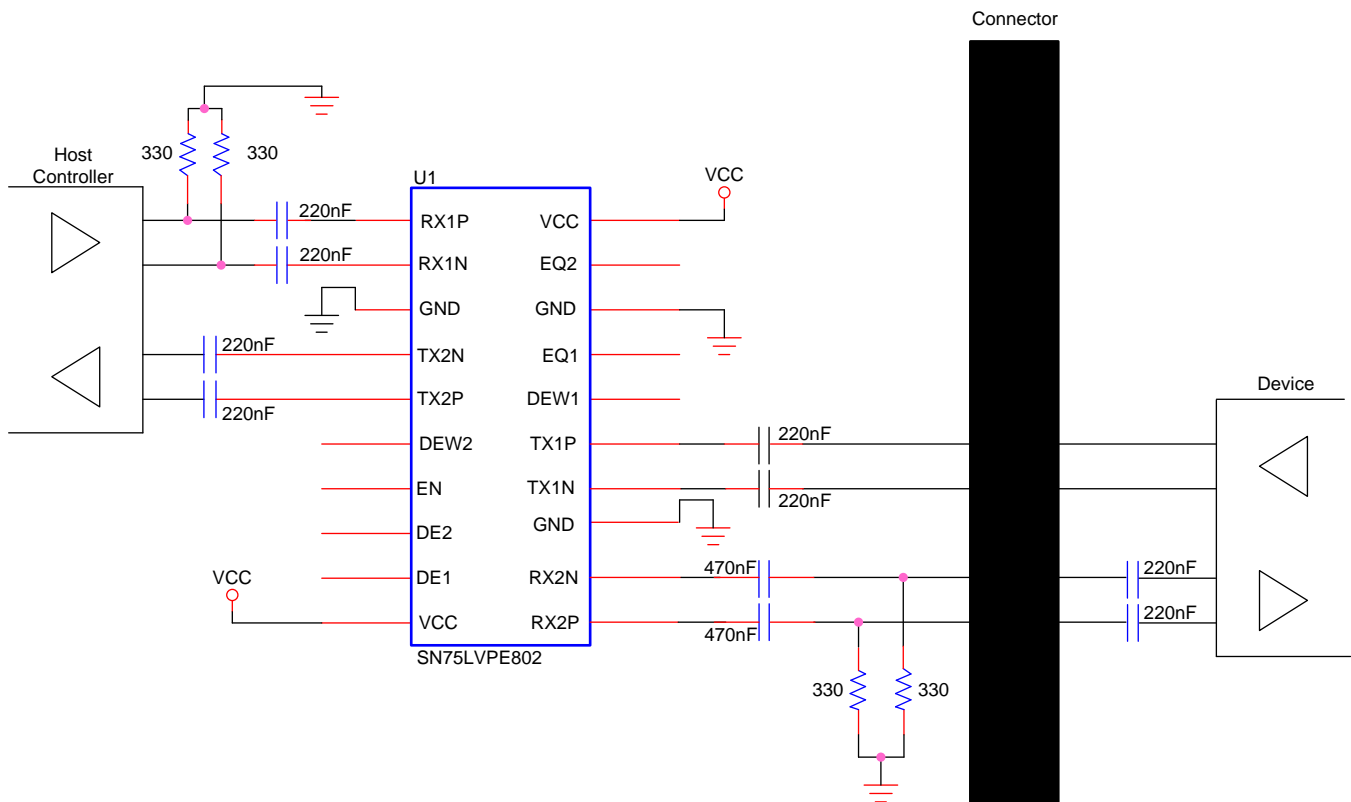 Connector
Host
Controller
330
330
U1
VCC
220nF
RX1P
VCC
220nF
RX1N
EQ2
GND
GND
220nF
TX2N
EQ1
220nF
TX2P
DEW1
Device
DEW2
TX1P
220nF
EN
TX1N
220nF
DE2
GND
VCC
DE1
RX2N
470nF
220nF
VCC
RX2P
470nF
220nF
SN75LVPE802
330
330